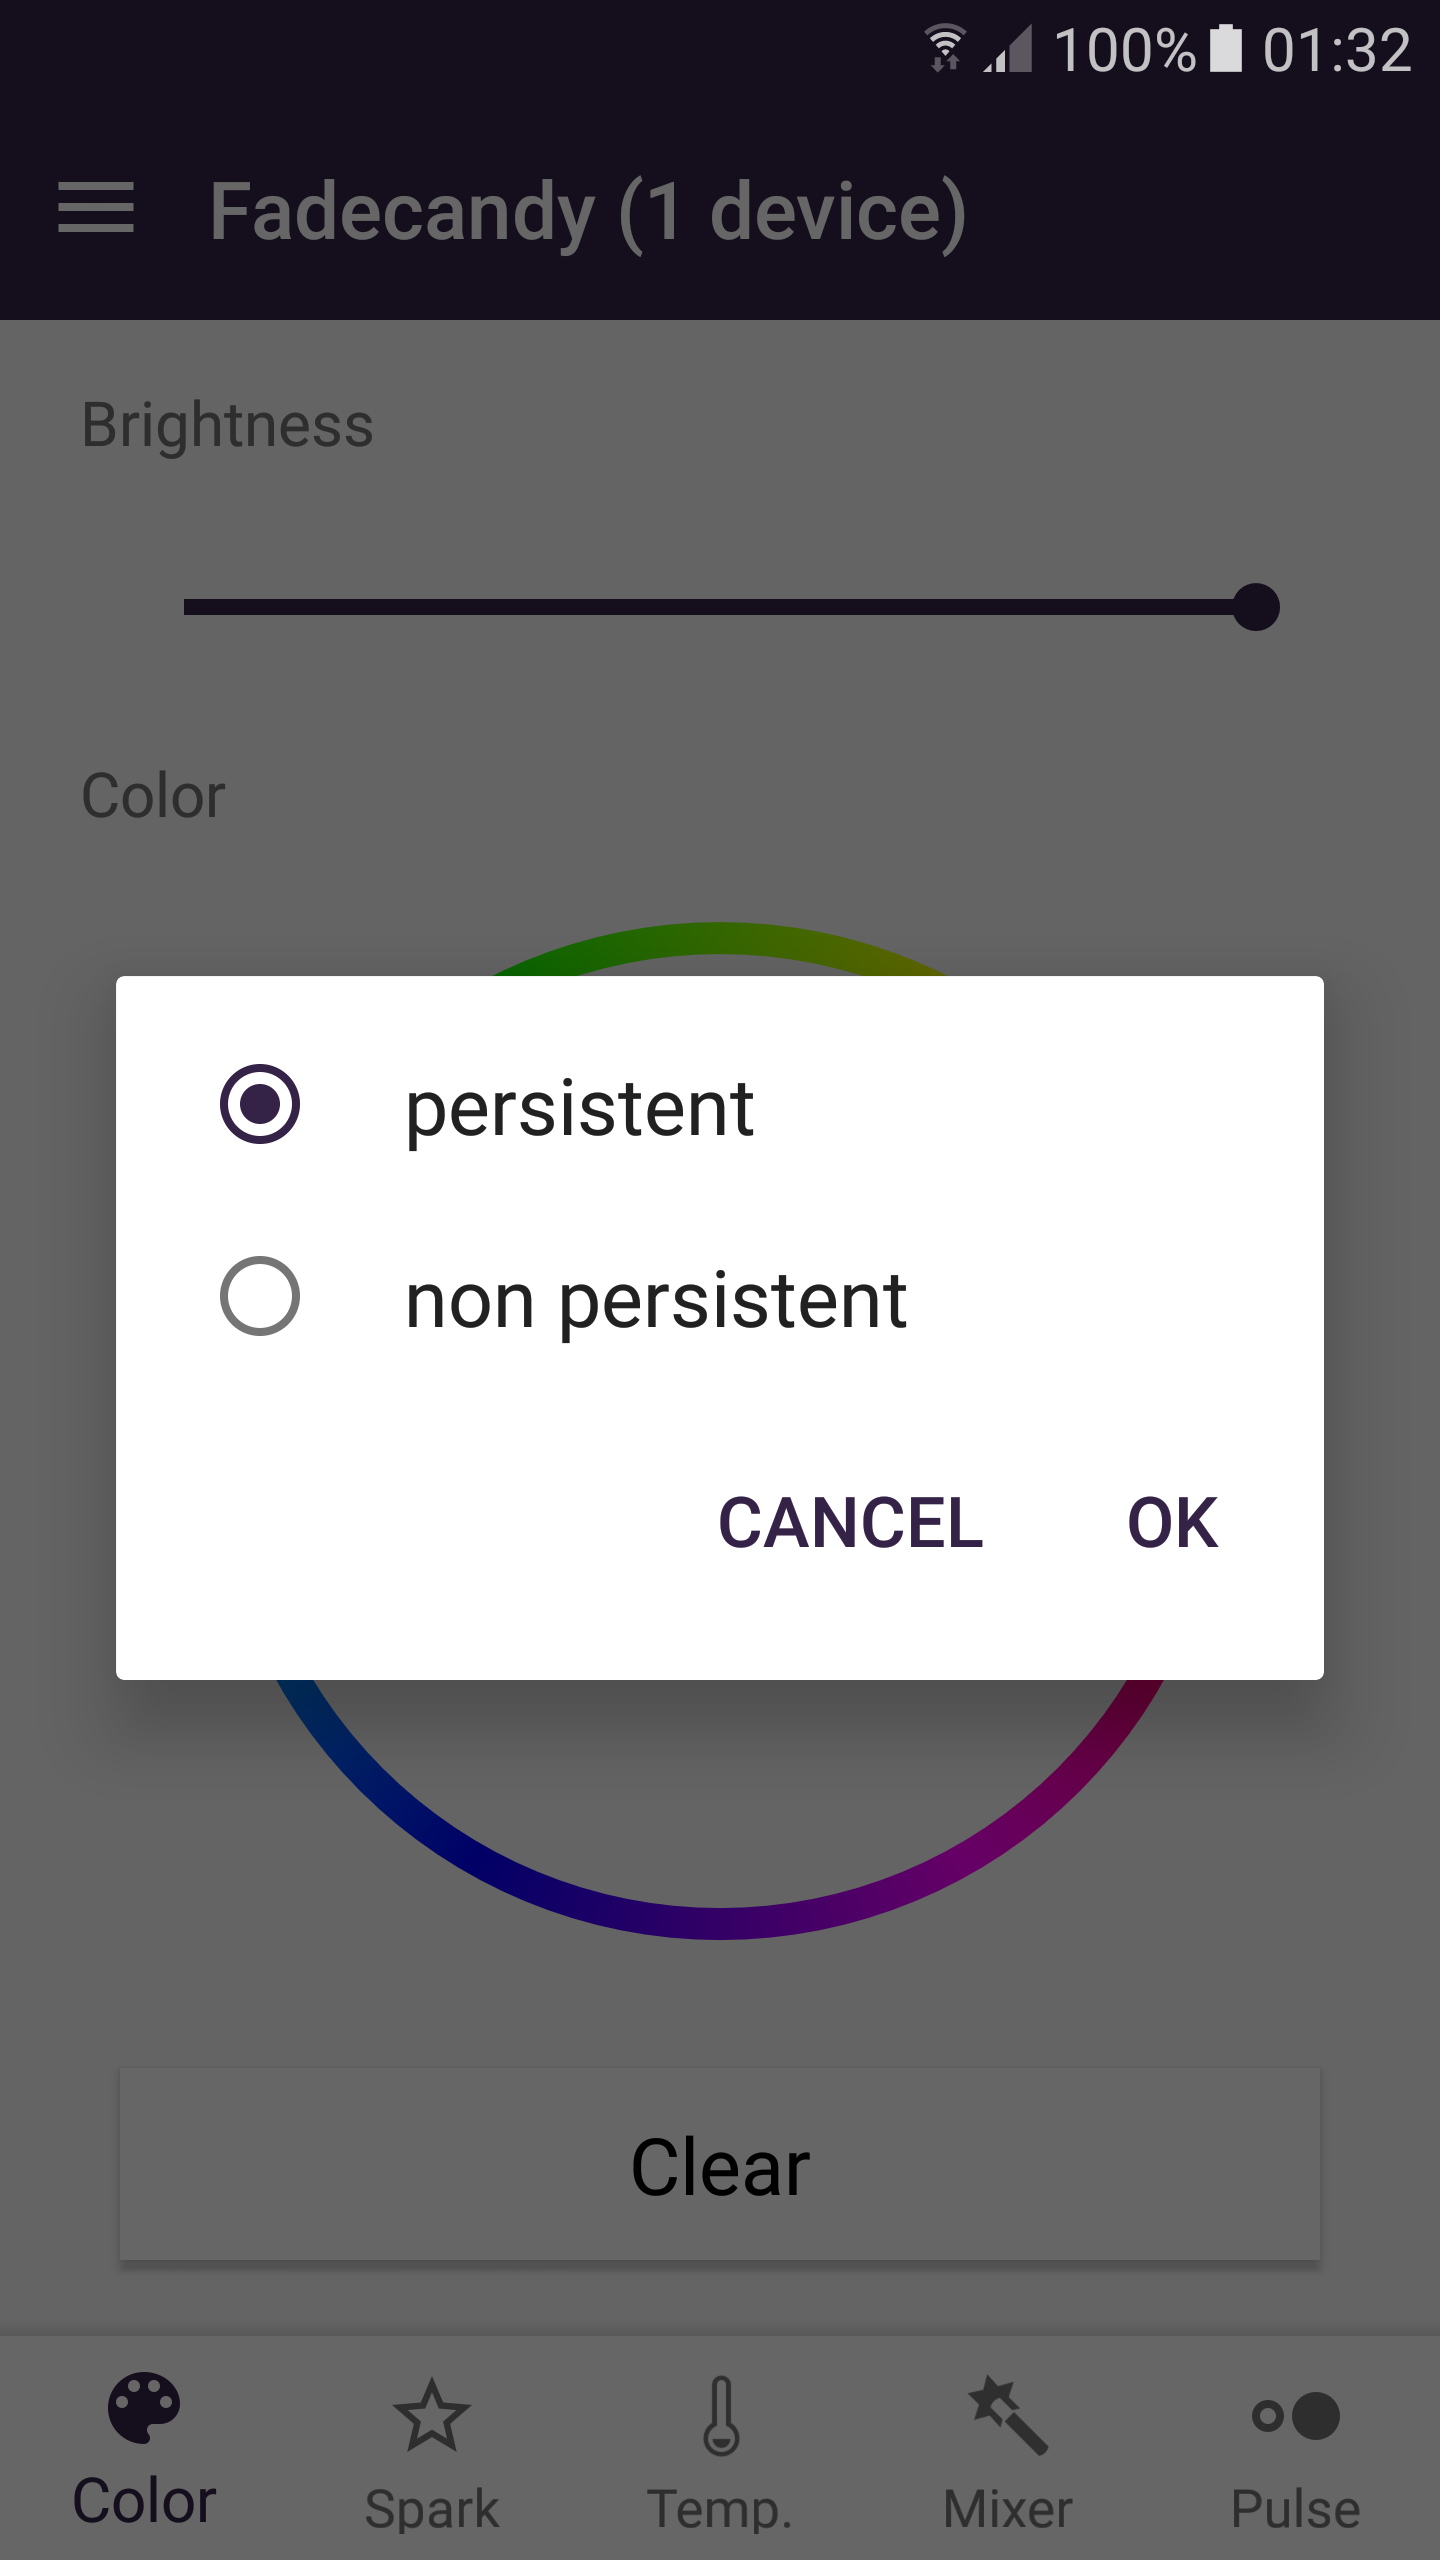 100% 01:32
Fadecandy (1 device)
Brightness
Color
persistent
non persistent
CANCEL OK
Clear
Color Spark Temp. Mixer Pulse